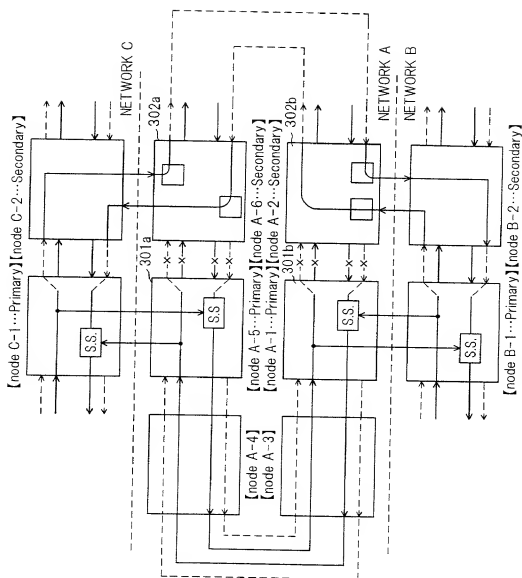 NETWORK C
NETWORK A
NETWORK B
【node C-1…Primary】【node C-2…Secondary】
S.S.
301a
302a
S.S.
【node A-4】
【node A-5…Primary】【node A-6…Secondary】
【node A-3】
【node A-1…Primary】【node A-2…Secondary】
301b
302b
S.S.
S.S.
【node B-1…Primary】
【node B-2…Secondary】